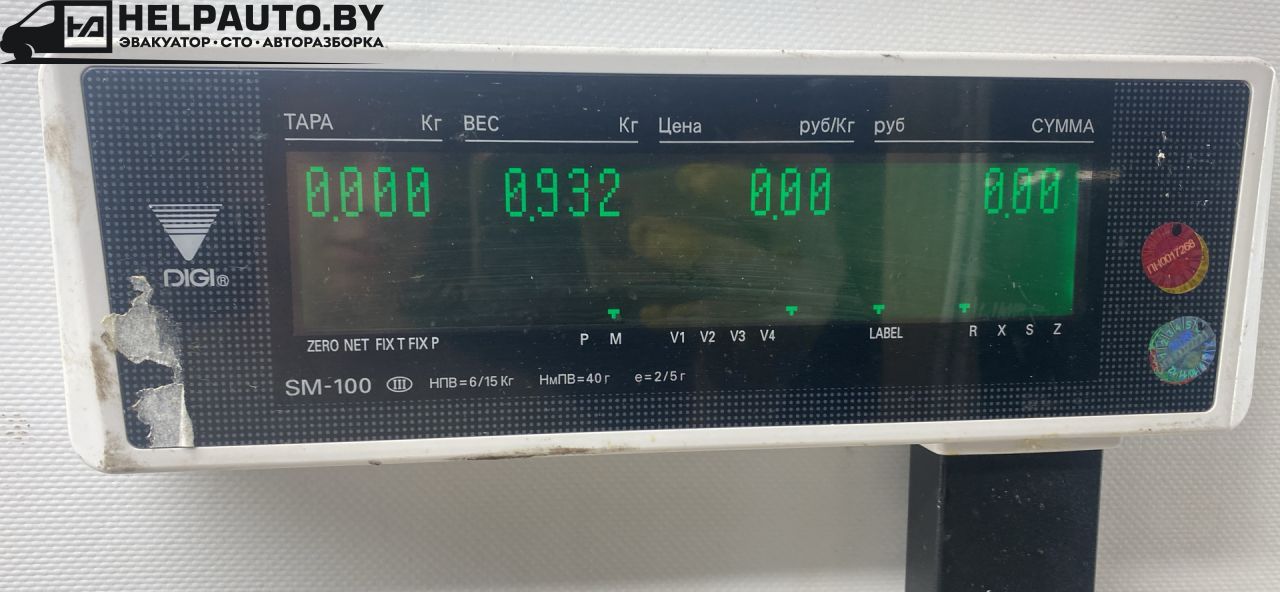 HELPAUTO.BY
ЭВАКУАТОР · СТО · АВТОРАЗБОРКА
ТАРА Кг ВЕС Кг Цена руб/Кг руб СУММА
0.000 0.932 0.00 0.00
DIGI®
ПН0017268
ZERO NET FIX T FIX P P M V1 V2 V3 V4 LABEL R X S Z
SM-100 III НПВ=6/15 Кг НмПВ=40 г e=2/5 г